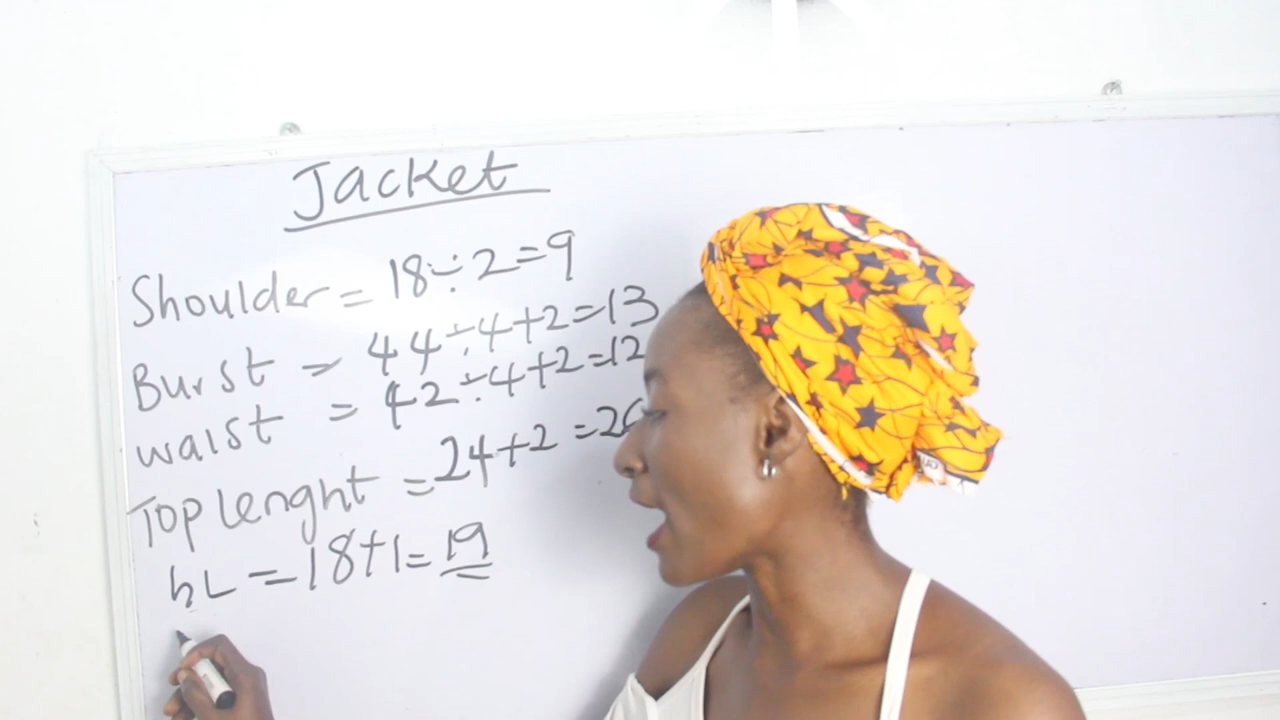 Jacket
Shoulder = 18÷2=9
Burst = 44÷4+2=13
waist = 42÷4+2=12
Top lenght =24+2 =
hL =18+1=19